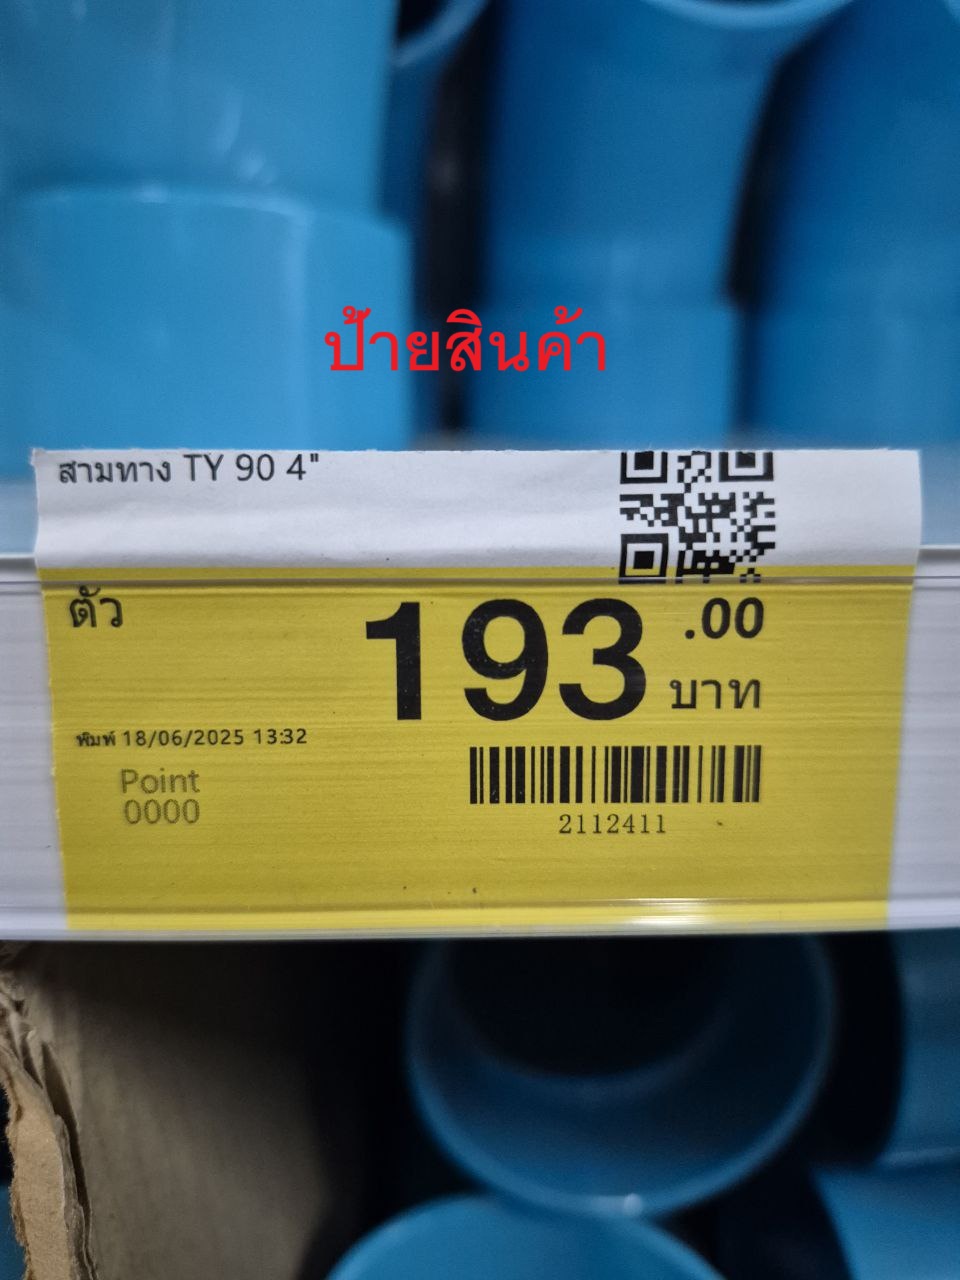 ป้ายสินค้า
สามทาง TY 90 4"
ตัว
193.00
บาท
พิมพ์ 18/06/2025 13:32
Point
0000
2112411